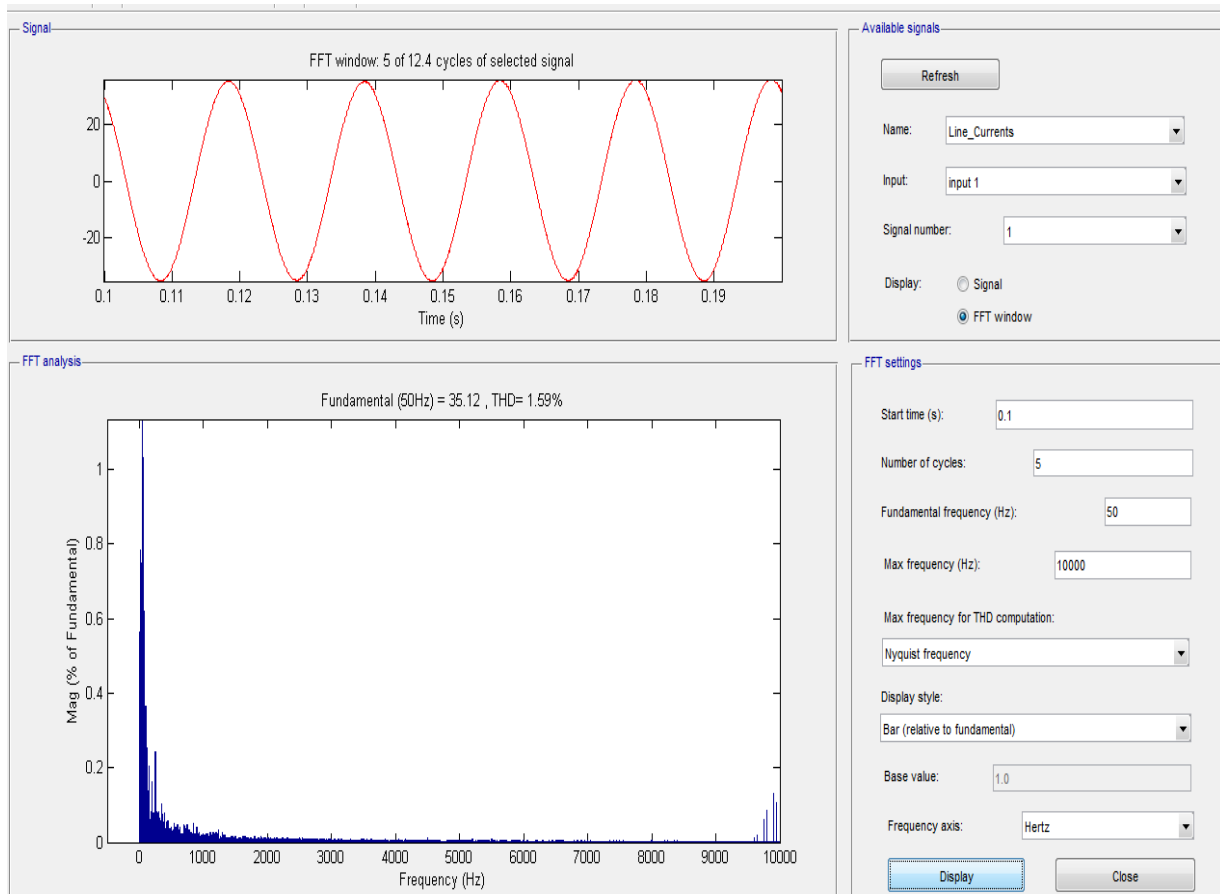 Signal
FFT window: 5 of 12.4 cycles of selected signal
20
0
-20
0.1 0.11 0.12 0.13 0.14 0.15 0.16 0.17 0.18 0.19
Time (s)
Available signals
Refresh
Name: Line_Currents
Input: input 1
Signal number: 1
Display: Signal
FFT window
FFT analysis
Fundamental (50Hz) = 35.12 , THD= 1.59%
Mag (% of Fundamental)
1
0.8
0.6
0.4
0.2
0
0 1000 2000 3000 4000 5000 6000 7000 8000 9000 10000
Frequency (Hz)
FFT settings
Start time (s): 0.1
Number of cycles: 5
Fundamental frequency (Hz): 50
Max frequency (Hz): 10000
Max frequency for THD computation:
Nyquist frequency
Display style:
Bar (relative to fundamental)
Base value: 1.0
Frequency axis: Hertz
Display Close